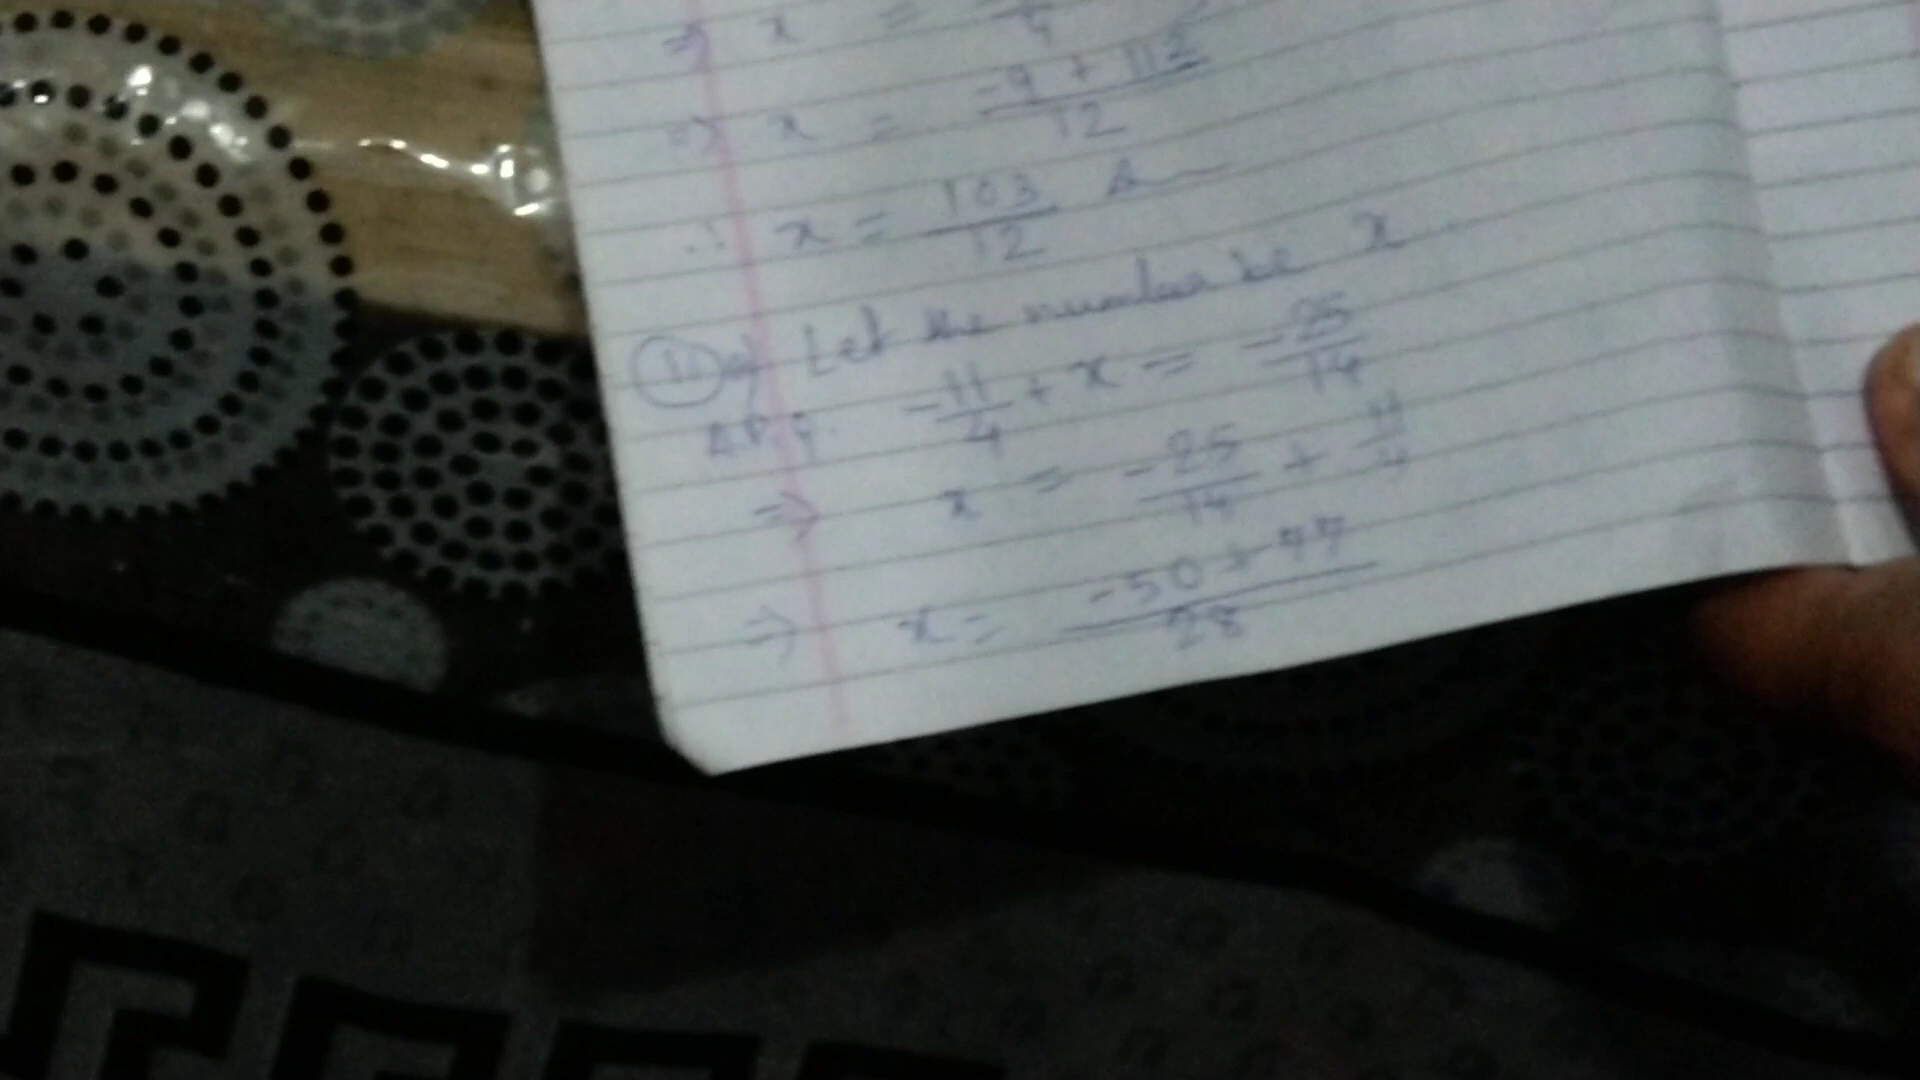 ⇒ x =
⇒ x = -9 + 112 / 12
∴ x = 103 / 12
11 a) Let the number be x
A.T.Q. -11/4 + x = -25/14
⇒ x = -25/14 + 11/4
⇒ x = -50 + 77 / 28